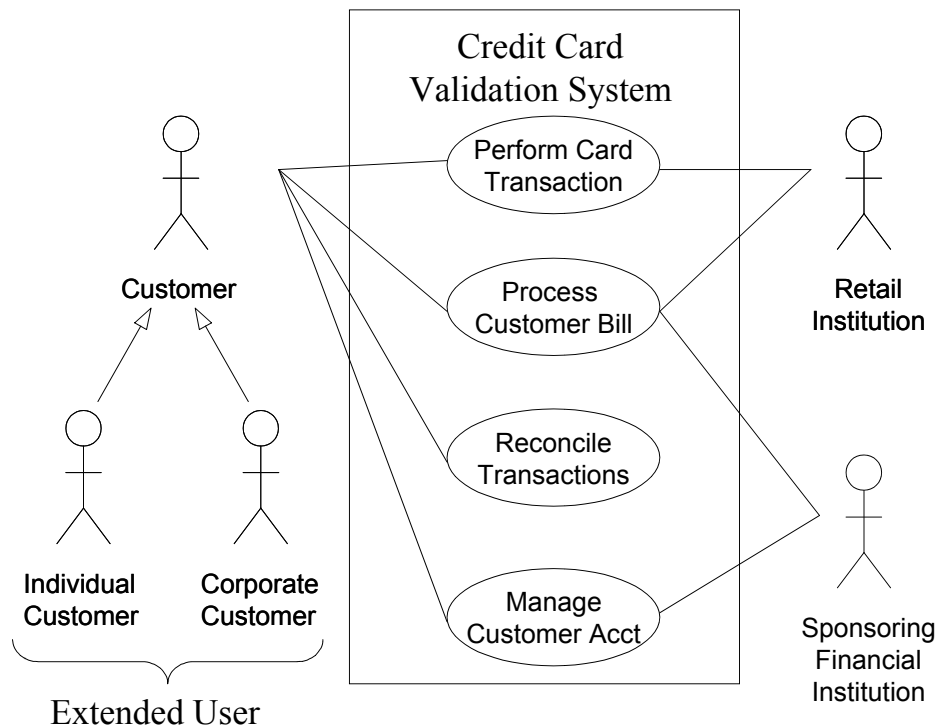 Credit Card
Validation System
Perform Card
Transaction
Customer
Process
Customer Bill
Retail
Institution
Reconcile
Transactions
Individual
Customer
Corporate
Customer
Manage
Customer Acct
Sponsoring
Financial
Institution
Extended User